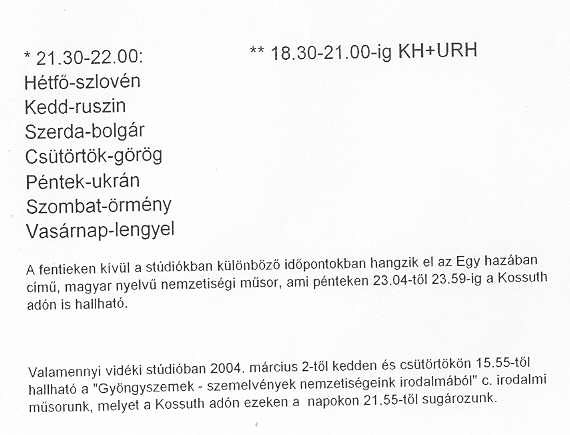 * 21.30-22.00: ** 18.30-21.00-ig KH+URH
Hétfő-szlovén
Kedd-ruszin
Szerda-bolgár
Csütörtök-görög
Péntek-ukrán
Szombat-örmény
Vasárnap-lengyel
A fentieken kívül a stúdiókban különböző időpontokban hangzik el az Egy hazában
című, magyar nyelvű nemzetiségi műsor, ami pénteken 23.04-től 23.59-ig a Kossuth
adón is hallható.
Valamennyi vidéki stúdióban 2004. március 2-től kedden és csütörtökön 15.55-től
hallható a "Gyöngyszemek - szemelvények nemzetiségeink irodalmából" c. irodalmi
műsorunk, melyet a Kossuth adón ezeken a napokon 21.55-től sugározunk.